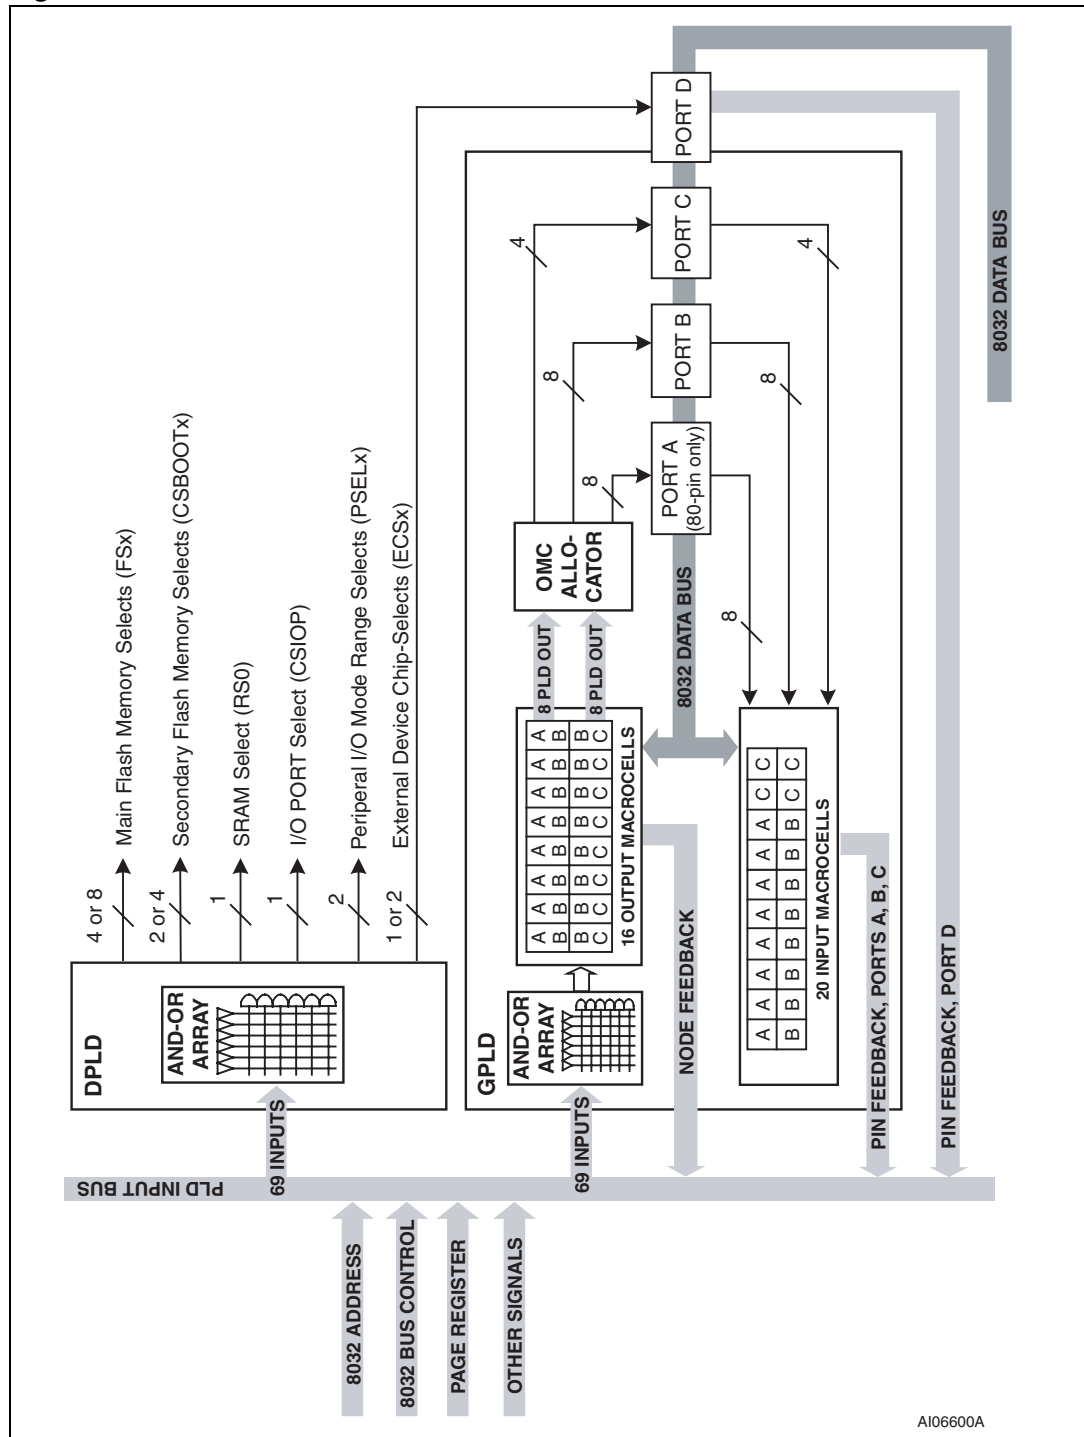 PLD INPUT BUS
8032 ADDRESS
8032 BUS CONTROL
PAGE REGISTER
OTHER SIGNALS
69 INPUTS
69 INPUTS
DPLD
AND-OR
ARRAY
4 or 8
Main Flash Memory Selects (FSx)
2 or 4
Secondary Flash Memory Selects (CSBOOTx)
1
SRAM Select (RS0)
1
I/O PORT Select (CSIOP)
2
Periperal I/O Mode Range Selects (PSELx)
1 or 2
External Device Chip-Selects (ECSx)
GPLD
AND-OR
ARRAY
A A A A A A A A
B B B B B B B B
B B B B B B B B
C C C C C C C C
16 OUTPUT MACROCELLS
8 PLD OUT
8 PLD OUT
OMC
ALLO-
CATOR
8
8
4
PORT A
(80-pin only)
PORT B
PORT C
PORT D
8032 DATA BUS
8
8
4
A A A A A A A A C C
B B B B B B B B C C
20 INPUT MACROCELLS
NODE FEEDBACK
PIN FEEDBACK, PORTS A, B, C
PIN FEEDBACK, PORT D
8032 DATA BUS
AI06600A